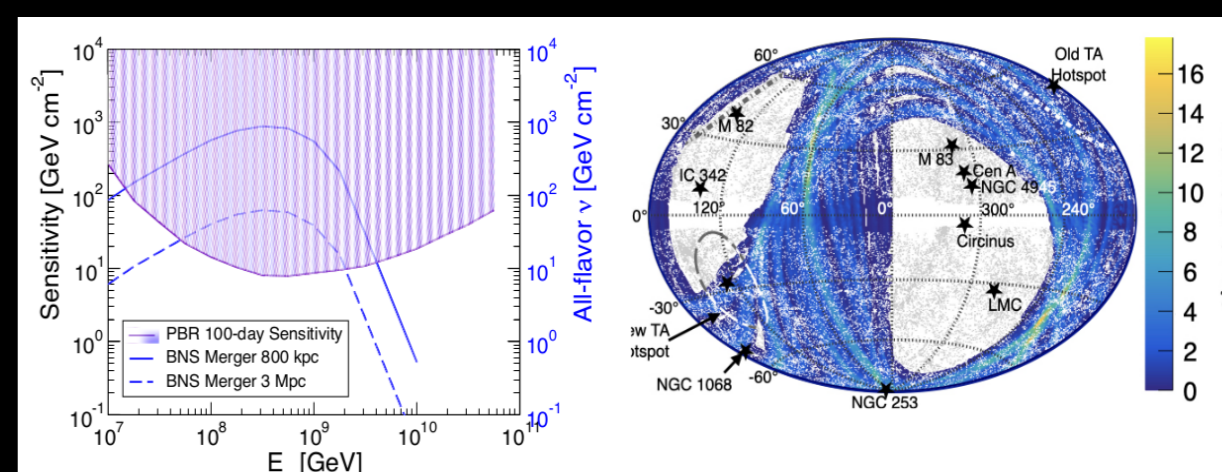 10^4
10^3
10^2
10^1
10^0
10^-1
Sensitivity [GeV cm^-2]
10^7
10^8
10^9
10^10
10^11
E [GeV]
10^4
10^3
10^2
10^1
10^0
10^-1
All-flavor ν [GeV cm^-2]
PBR 100-day Sensitivity
BNS Merger 800 kpc
BNS Merger 3 Mpc
60°
Old TA
Hotspot
M 82
30°
M 83
IC 342
Cen A
NGC 4945
0°
120°
60°
0°
300°
240°
Circinus
-30°
LMC
ew TA
otspot
NGC 1068
-60°
NGC 253
16
14
12
10
8
6
4
2
0